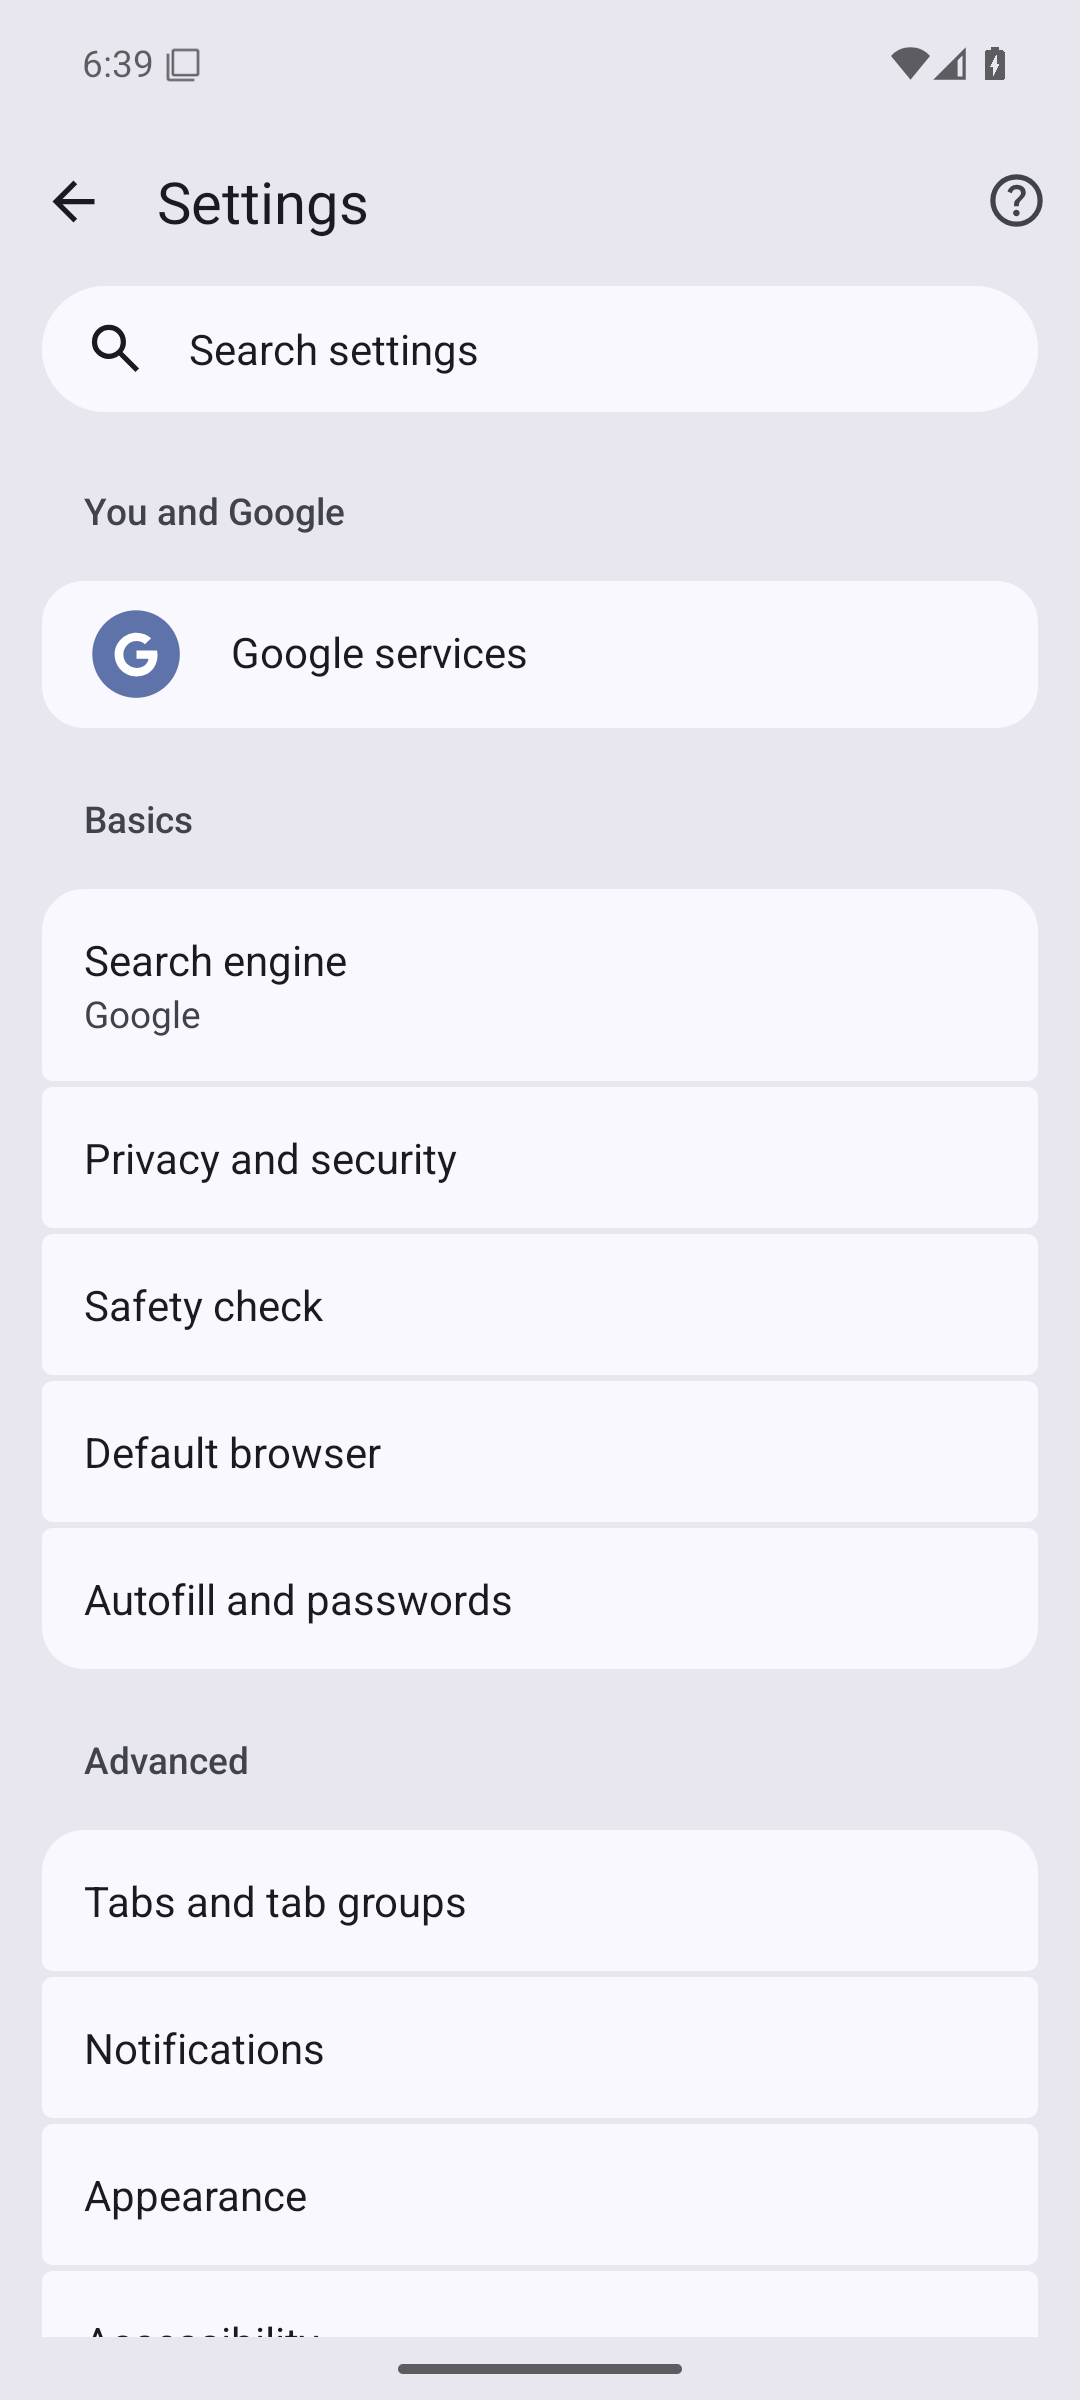 6:39
Settings
Search settings
You and Google
Google services
Basics
Search engine
Google
Privacy and security
Safety check
Default browser
Autofill and passwords
Advanced
Tabs and tab groups
Notifications
Appearance
Accessibility